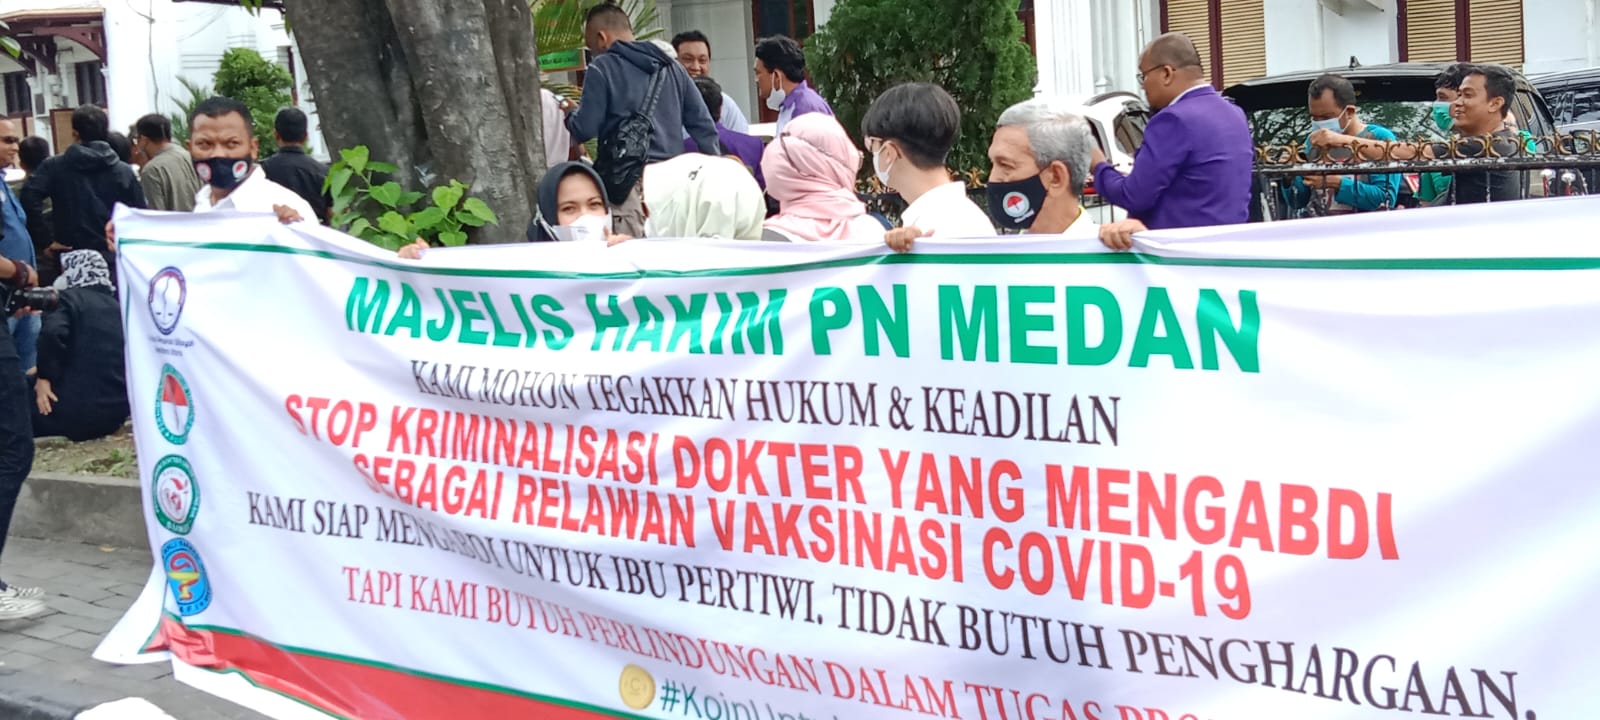 MAJELIS HAKIM PN MEDAN
KAMI MOHON TEGAKKAN HUKUM & KEADILAN
STOP KRIMINALISASI DOKTER YANG MENGABDI
SEBAGAI RELAWAN VAKSINASI COVID-19
KAMI SIAP MENGABDI UNTUK IBU PERTIWI. TIDAK BUTUH PENGHARGAAN.
TAPI KAMI BUTUH PERLINDUNGAN DALAM TUGAS